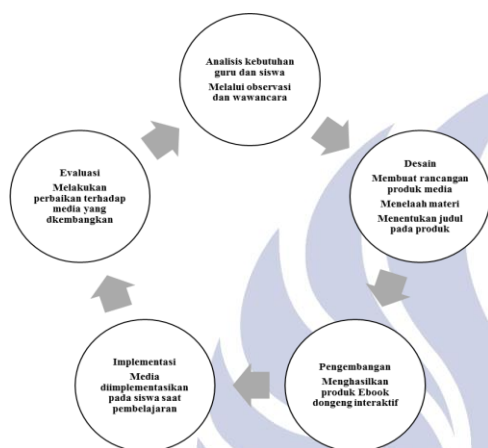 Analisis kebutuhan
guru dan siswa
Melalui observasi
dan wawancara
Desain
Membuat rancangan
produk media
Menelaah materi
Menentukan judul
pada produk
Pengembangan
Menghasilkan
produk Ebook
dongeng interaktif
Implementasi
Media
diimplementasikan
pada siswa saat
pembelajaran
Evaluasi
Melakukan
perbaikan terhadap
media yang
dkembangkan